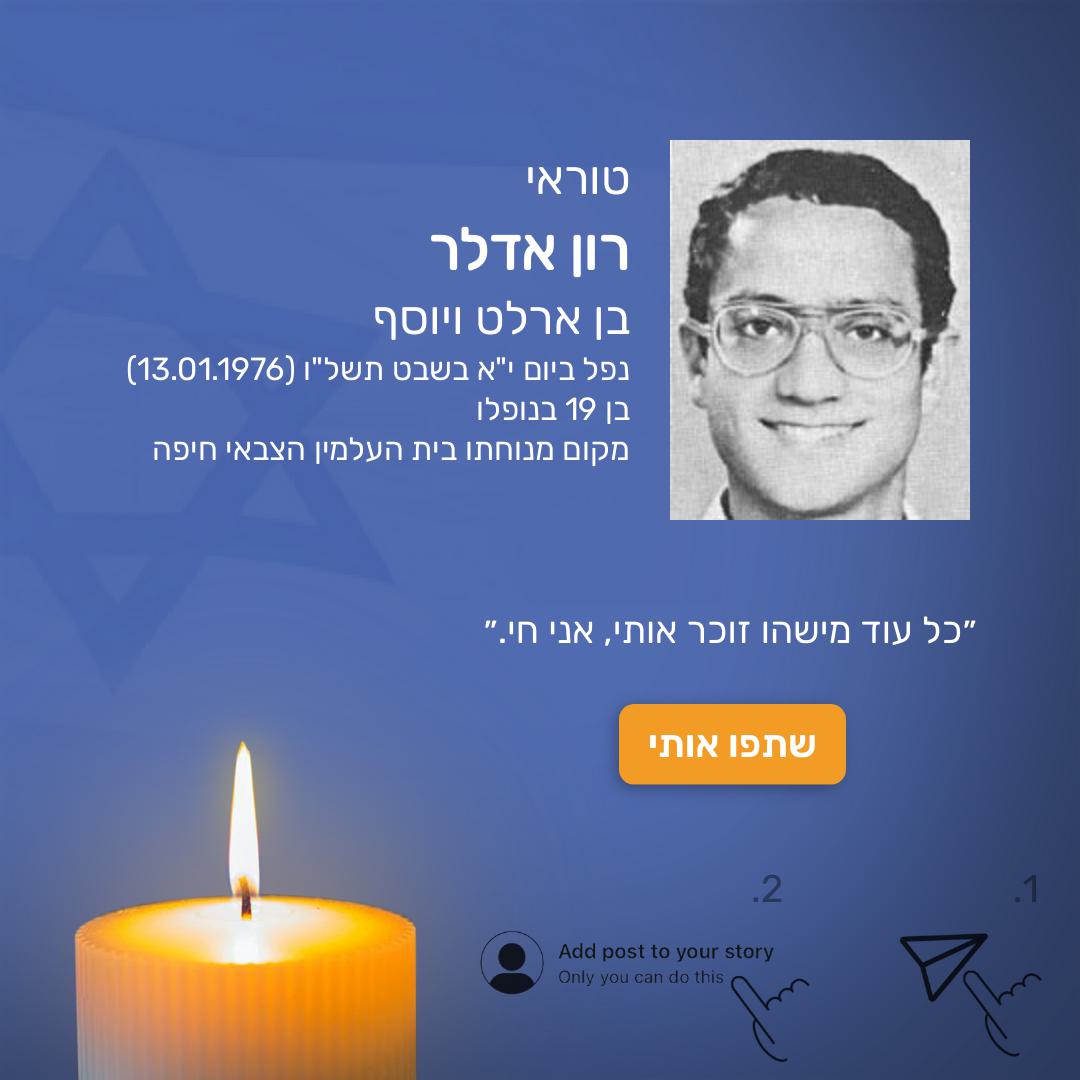 טוראי
רון אדלר
בן ארלט ויוסף
נפל ביום י"א בשבט תשל"ו (13.01.1976)
בן 19 בנופלו
מקום מנוחתו בית העלמין הצבאי חיפה
״כל עוד מישהו זוכר אותי, אני חי.״
שתפו אותי
.1
.2
Add post to your story
Only you can do this